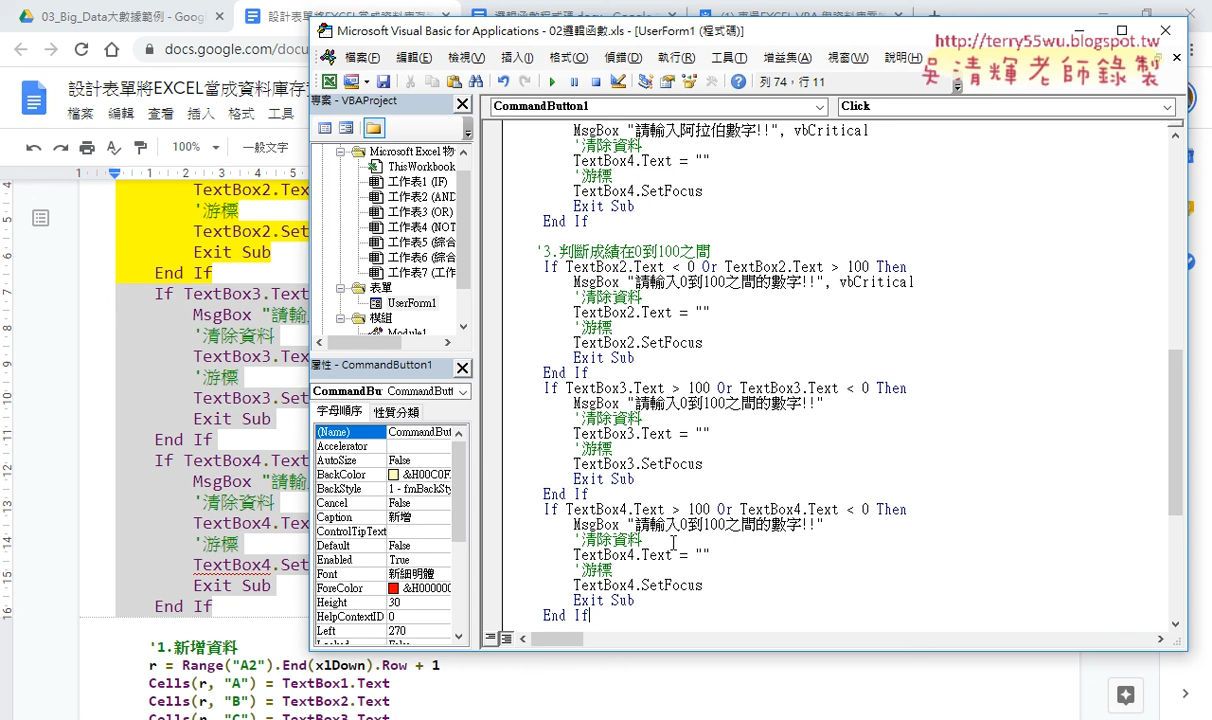 03_Big_Data大數據範例 - Goog
設計表單將EXCEL當成資料庫存
docs.google.com/docu
設計表單將EXCEL當成資料庫存
檔案 編輯 查看 插入 格式 工具
100% 一般文字
TextBox2.Tex
'游標
TextBox2.Set
Exit Sub
End If
If TextBox3.Text
MsgBox "請輸
'清除資料
TextBox3.Tex
'游標
TextBox3.Set
Exit Sub
End If
If TextBox4.Text
MsgBox "請輸
'清除資料
TextBox4.Tex
'游標
TextBox4.Set
Exit Sub
End If
'1.新增資料
r = Range("A2").End(xlDown).Row + 1
Cells(r, "A") = TextBox1.Text
Cells(r, "B") = TextBox2.Text
Cells(r, "C") = TextBox3.Text
Microsoft Visual Basic for Applications - 02邏輯函數.xls - [UserForm1 (程式碼)]
檔案(F) 編輯(E) 檢視(V) 插入(I) 格式(O) 偵錯(D) 執行(R) 工具(T) 增益集(A) 視窗(W) 說明(H)
http://terry55wu.blogspot.tw
吳清輝老師錄製
列 74, 行 11
專案 - VBAProject
Microsoft Excel 物
ThisWorkbook
工作表1 (IF)
工作表2 (AND
工作表3 (OR)
工作表4 (NOT
工作表5 (綜合
工作表6 (綜合
工作表7 (工作
表單
UserForm1
模組
Module1
屬性 - CommandButton1
CommandBu CommandButt
字母順序 性質分類
(Name) CommandBut
Accelerator
AutoSize False
BackColor &H00C0F
BackStyle 1 - fmBackSty
Cancel False
Caption 新增
ControlTipText
Default False
Enabled True
Font 新細明體
ForeColor &H000000
Height 30
HelpContextID 0
Left 270
CommandButton1 Click
MsgBox "請輸入阿拉伯數字!!", vbCritical
'清除資料
TextBox4.Text = ""
'游標
TextBox4.SetFocus
Exit Sub
End If
'3.判斷成績在0到100之間
If TextBox2.Text < 0 Or TextBox2.Text > 100 Then
MsgBox "請輸入0到100之間的數字!!", vbCritical
'清除資料
TextBox2.Text = ""
'游標
TextBox2.SetFocus
Exit Sub
End If
If TextBox3.Text > 100 Or TextBox3.Text < 0 Then
MsgBox "請輸入0到100之間的數字!!"
'清除資料
TextBox3.Text = ""
'游標
TextBox3.SetFocus
Exit Sub
End If
If TextBox4.Text > 100 Or TextBox4.Text < 0 Then
MsgBox "請輸入0到100之間的數字!!"
'清除資料
TextBox4.Text = ""
'游標
TextBox4.SetFocus
Exit Sub
End If